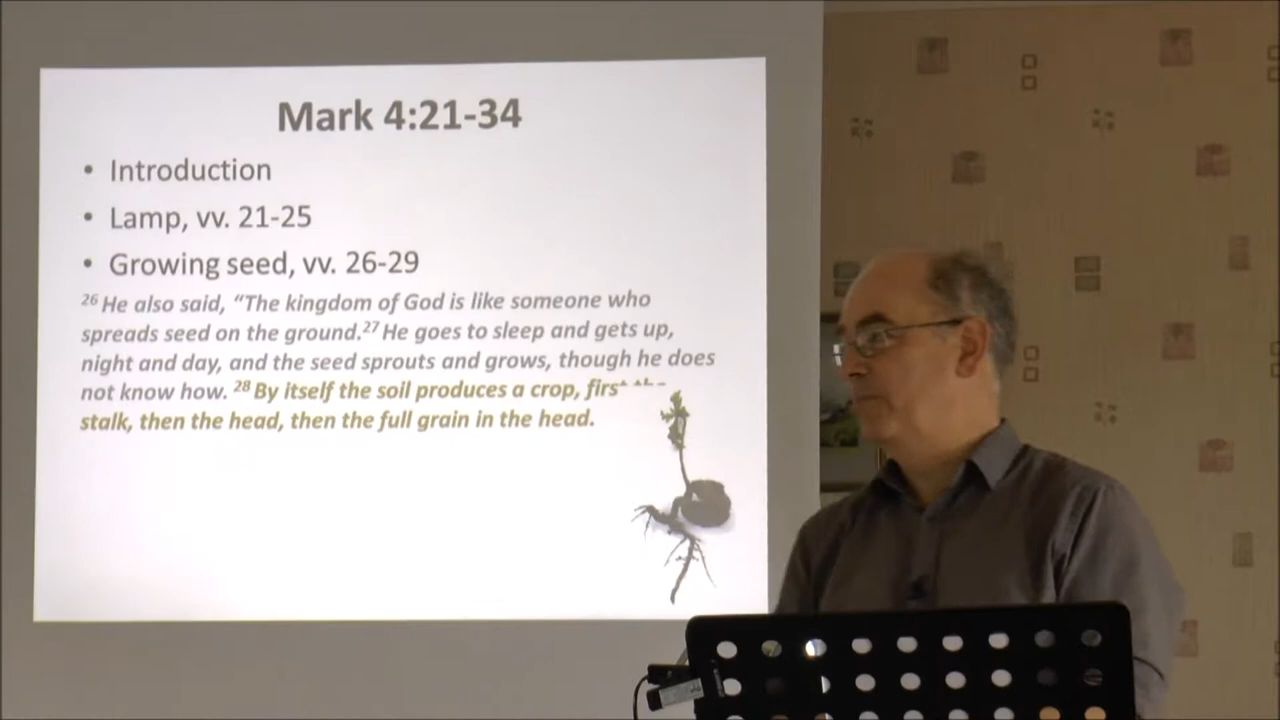 Mark 4:21-34
• Introduction
• Lamp, vv. 21-25
• Growing seed, vv. 26-29
26 He also said, “The kingdom of God is like someone who
spreads seed on the ground.27 He goes to sleep and gets up,
night and day, and the seed sprouts and grows, though he does
not know how. 28 By itself the soil produces a crop,
stalk, then the head, then the full grain in the head.